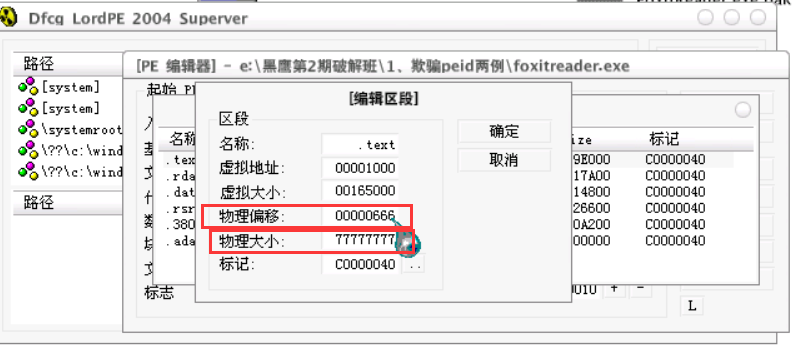 Dfcg LordPE 2004 Superver
路径
[system]
[system]
\systemroot
\??\c:\wind
\??\c:\wind
路径
[PE 编辑器] - e:\黑鹰第2期破解班\1、欺骗peid两例\foxitreader.exe
起始 P
标志
0010 + -
L
名称
.tex
.rda
.dat
.rsr
.380
.ada
ize 标记
9E000 C0000040
17A00 C0000040
14800 C0000040
26600 C0000040
0A200 C0000040
00000 C0000040
[编辑区段]
区段
名称: .text
虚拟地址: 00001000
虚拟大小: 00165000
物理偏移: 00000666
物理大小: 77777777
标记: C0000040 ..
确定
取消